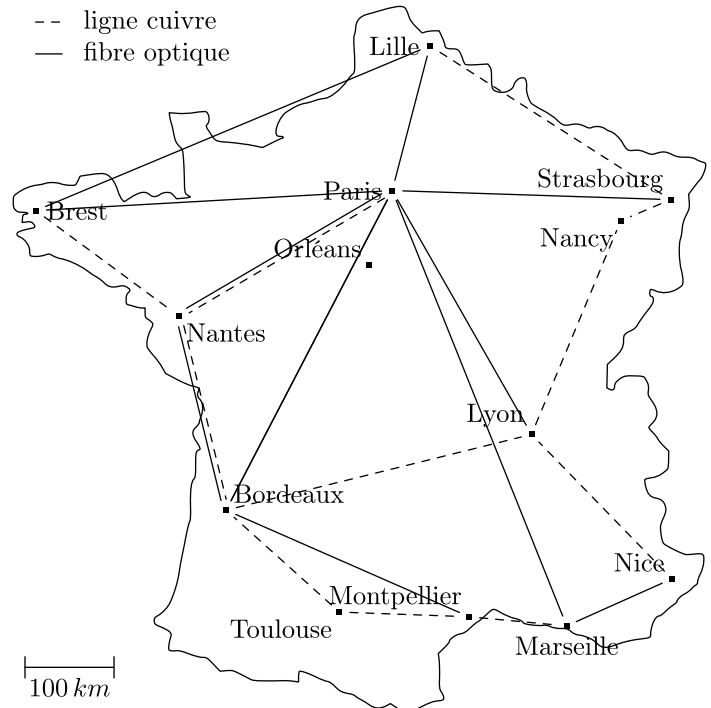 ligne cuivre
fibre optique
Lille
Strasbourg
Paris
Brest
Nancy
Orléans
Nantes
Lyon
Bordeaux
Nice
Montpellier
Toulouse
Marseille
100 km